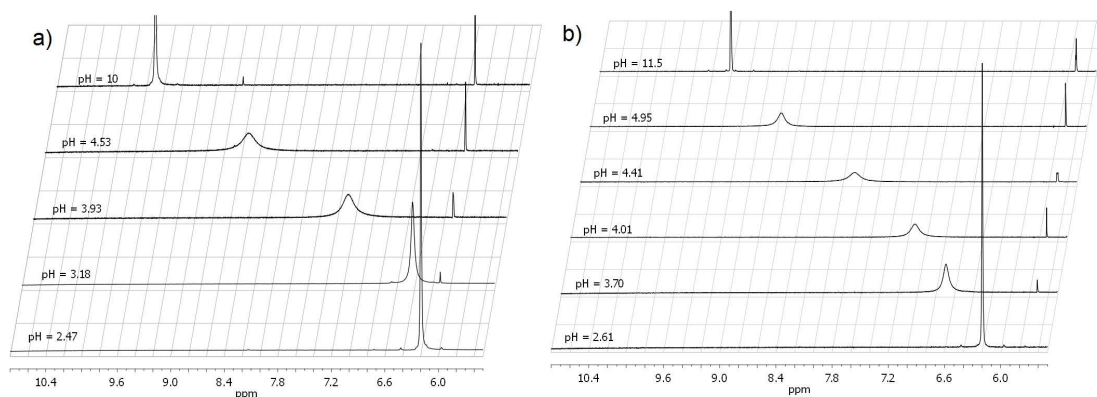 a)
pH = 10
pH = 4.53
pH = 3.93
pH = 3.18
pH = 2.47
10.4 9.6 9.0 8.4 7.8 7.2 6.6 6.0
ppm
b)
pH = 11.5
pH = 4.95
pH = 4.41
pH = 4.01
pH = 3.70
pH = 2.61
10.4 9.6 9.0 8.4 7.8 7.2 6.6 6.0
ppm